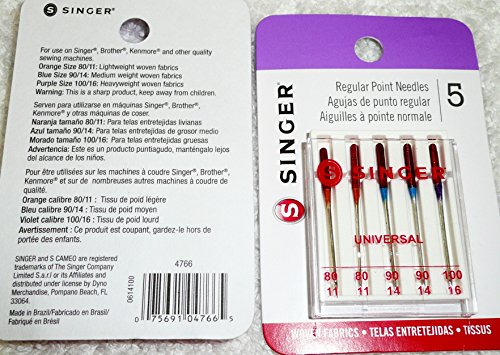 S SINGER®
For use on Singer®, Brother®, Kenmore® and other quality
sewing machines.
Orange Size 80/11: Lightweight woven fabrics
Blue Size 90/14: Medium weight woven fabrics
Purple Size 100/16: Heavyweight woven fabrics
Warning: This is a sharp product, keep away from children.
Serven para utilizarse en máquinas Singer®, Brother®,
Kenmore® y otras máquinas de coser.
Naranja tamaño 80/11: Para telas entretejidas livianas
Azul tamaño 90/14: Para telas entretejidas de grosor medio
Morado tamaño 100/16: Para telas entretejidas gruesas
Advertencia: Este es un producto puntiagudo, manténgalo lejos
del alcance de los niños.
Pour être utilisées sur les machines à coudre Singer®, Brother®,
Kenmore® et sur de nombreuses autres machines à coudre de
qualité.
Orange calibre 80/11 : Tissu de poid légère
Bleu calibre 90/14 : Tissu de poid moyen
Violet calibre 100/16 : Tissu de poid lourd
Avertissement : Ce produit est coupant, gardez-le hors de
portée des enfants.
SINGER and S CAMEO are registered
trademarks of The Singer Company
Limited S.a.r.l or its Affiliates and
distributed under license by Dyno
Merchandise, Pompano Beach, FL
33064.
Made in Brazil/Fabricado en Brasil/
Fabriqué en Brésil
4766
0614100
0 75691 04766 5
S SINGER®
Regular Point Needles
Agujas de punto regular
Aiguilles à pointe normale
5
S SINGER
UNIVERSAL
80 80 90 90 100
11 11 14 14 16
WOVEN FABRICS • TELAS ENTRETEJIDAS • TISSUS